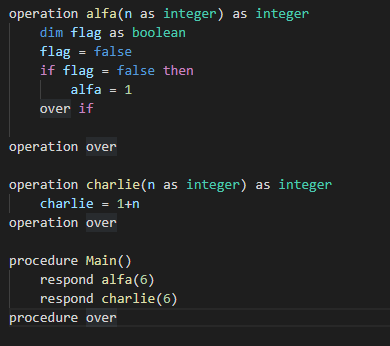 operation alfa(n as integer) as integer
dim flag as boolean
flag = false
if flag = false then
alfa = 1
over if
operation over
operation charlie(n as integer) as integer
charlie = 1+n
operation over
procedure Main()
respond alfa(6)
respond charlie(6)
procedure over